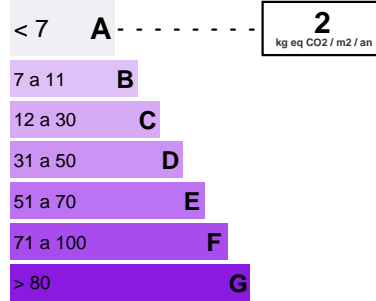 < 7 A 2
kg eq CO2 / m2 / an
7 a 11 B
12 a 30 C
31 a 50 D
51 a 70 E
71 a 100 F
> 80 G